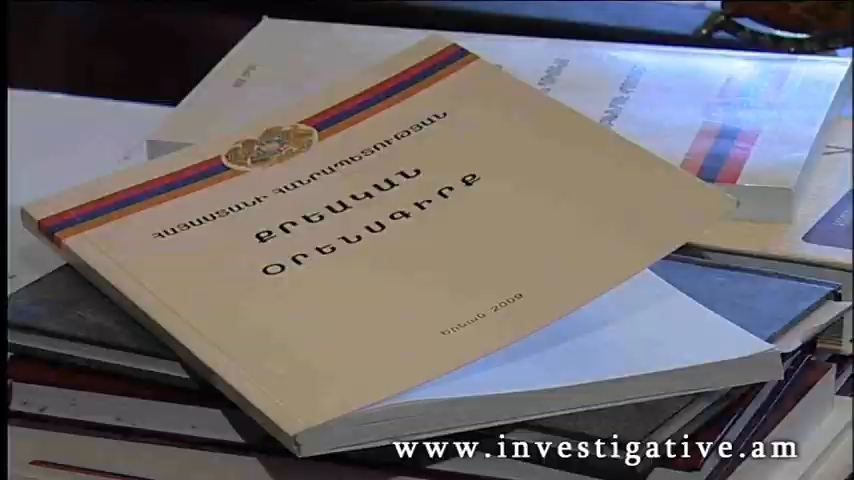 ՀԱՅԱՍՏԱՆԻ ՀԱՆՐԱՊԵՏՈՒԹՅԱՆ
ՔՐԵԱԿԱՆ
ՕՐԵՆՍԳԻՐՔ
Երևան 2009
www.investigative.am